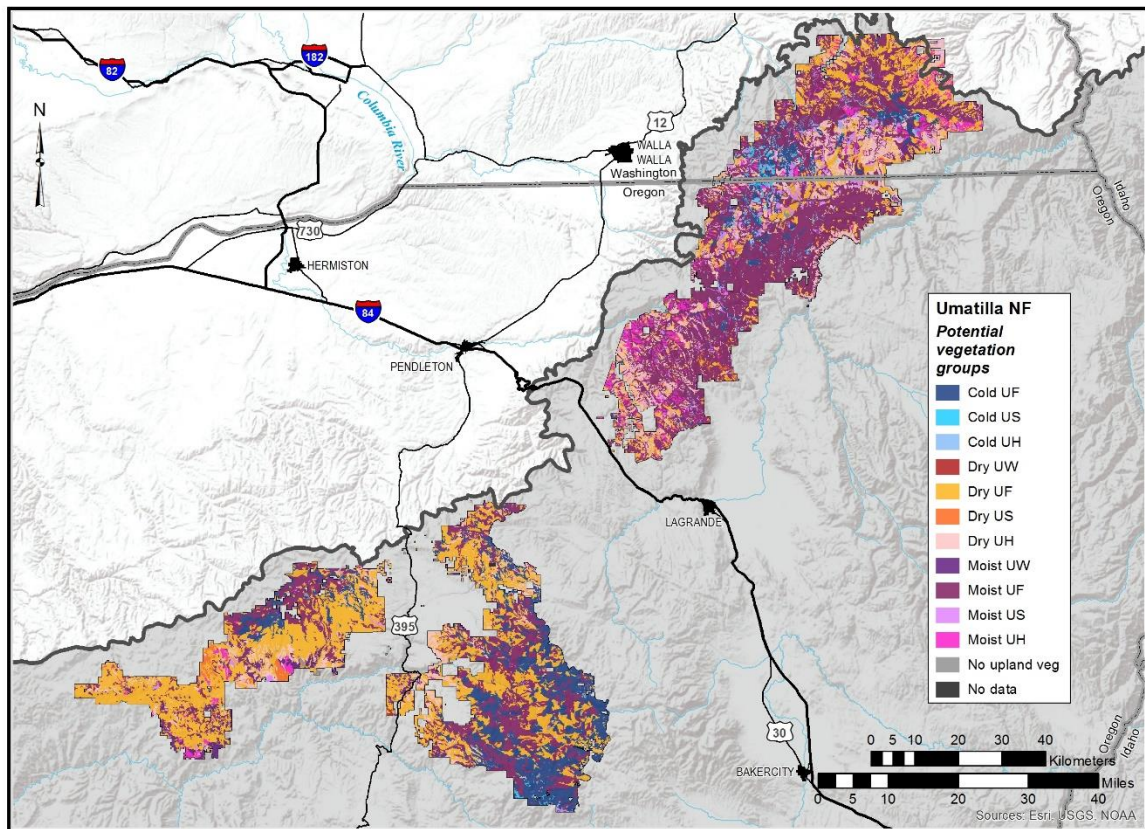 82
182
Columbia River
12
N
WALLA
WALLA
Washington
Oregon
Idaho
Oregon
730
HERMISTON
84
PENDLETON
Umatilla NF
Potential
vegetation
groups
Cold UF
Cold US
Cold UH
Dry UW
Dry UF
Dry US
Dry UH
Moist UW
Moist UF
Moist US
Moist UH
No upland veg
No data
LAGRANDE
395
30
BAKERCITY
Oregon
Idaho
0 5 10 20 30 40
Kilometers
Miles
0 5 10 20 30 40
Sources: Esri, USGS, NOAA